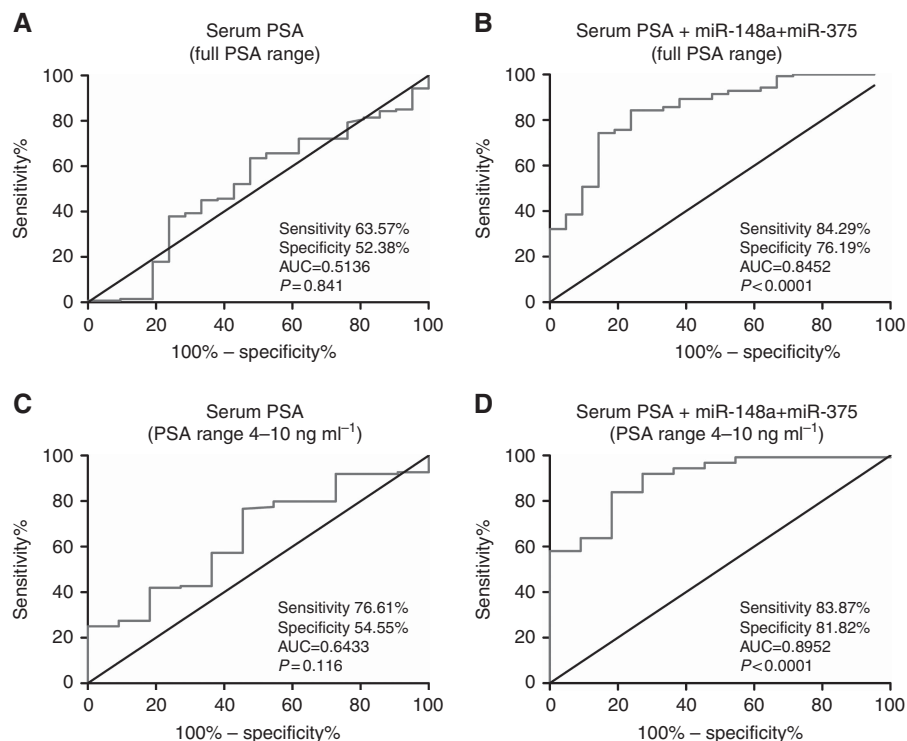 A
Serum PSA
(full PSA range)
100
80
60
40
20
0
Sensitivity%
Sensitivity 63.57%
Specificity 52.38%
AUC=0.5136
P=0.841
0 20 40 60 80 100
100% – specificity%
B
Serum PSA + miR-148a+miR-375
(full PSA range)
100
80
60
40
20
0
Sensitivity%
Sensitivity 84.29%
Specificity 76.19%
AUC=0.8452
P<0.0001
0 20 40 60 80 100
100% – specificity%
C
Serum PSA
(PSA range 4–10 ng ml⁻¹)
100
80
60
40
20
0
Sensitivity%
Sensitivity 76.61%
Specificity 54.55%
AUC=0.6433
P=0.116
0 20 40 60 80 100
100% – specificity%
D
Serum PSA + miR-148a+miR-375
(PSA range 4–10 ng ml⁻¹)
100
80
60
40
20
0
Sensitivity%
Sensitivity 83.87%
Specificity 81.82%
AUC=0.8952
P<0.0001
0 20 40 60 80 100
100% – specificity%